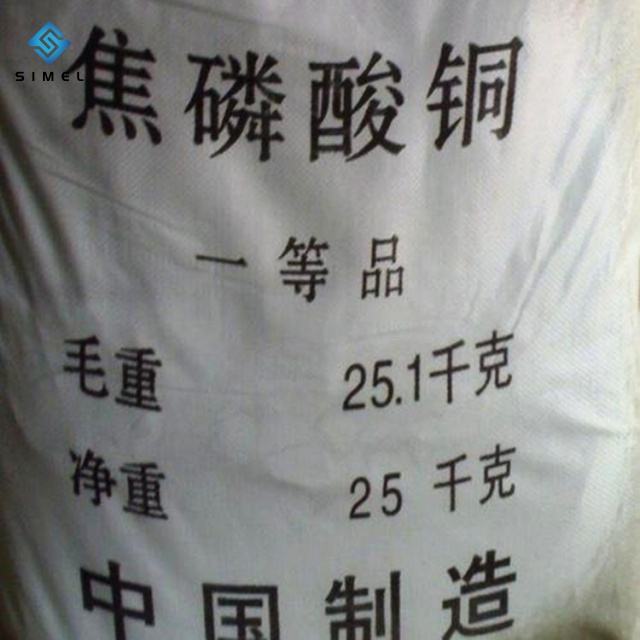 SIMEL
焦磷酸铜
一等品
毛重 25.1千克
净重 25 千克
中国制造